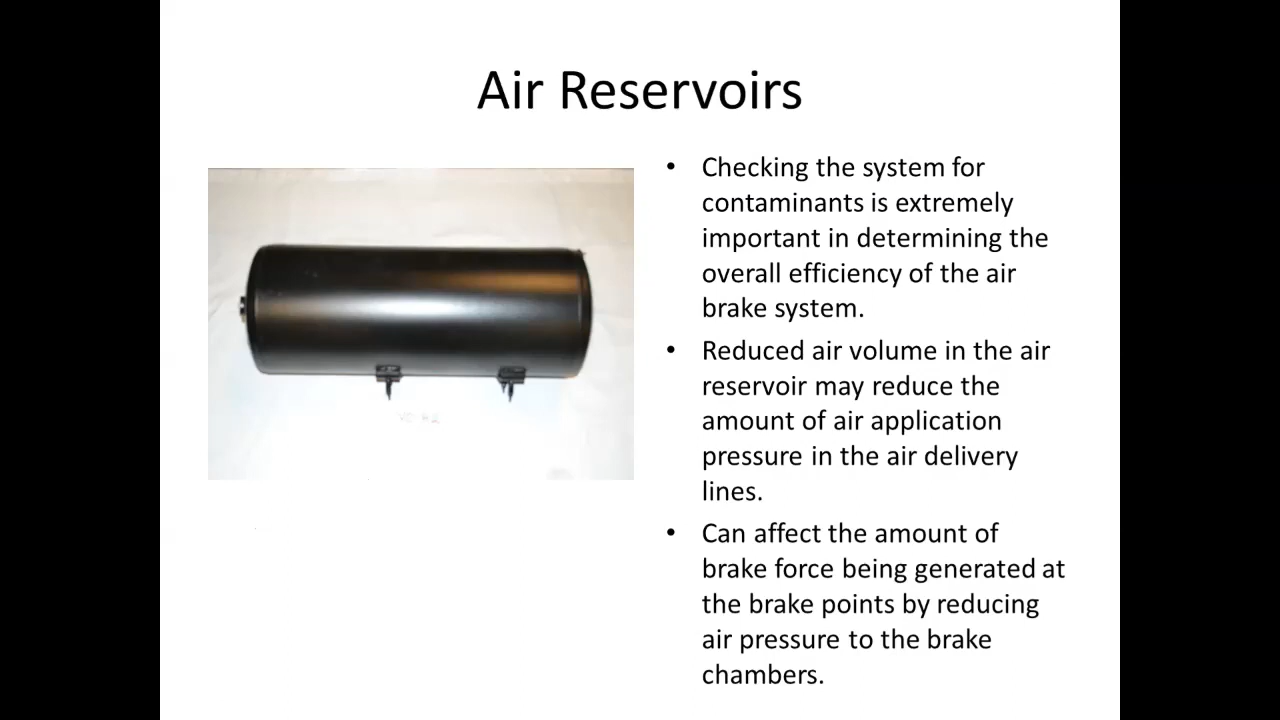 Air Reservoirs
• Checking the system for
contaminants is extremely
important in determining the
overall efficiency of the air
brake system.
• Reduced air volume in the air
reservoir may reduce the
amount of air application
pressure in the air delivery
lines.
• Can affect the amount of
brake force being generated at
the brake points by reducing
air pressure to the brake
chambers.